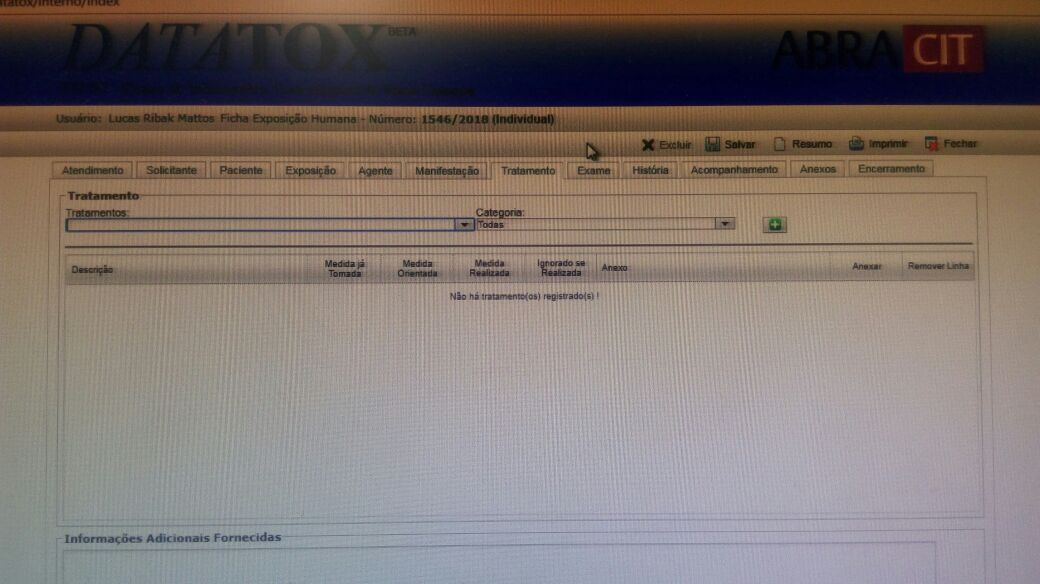 datatox/interno/index
DATATOX BETA
ABRACIT
Usuário: Lucas Ribak Mattos Ficha Exposição Humana - Número: 1546/2018 (Individual)
Excluir Salvar Resumo Imprimir Fechar
Atendimento Solicitante Paciente Exposição Agente Manifestação Tratamento Exame História Acompanhamento Anexos Encerramento
Tratamento
Tratamentos: Categoria:
Todas
Descrição Medida já Tomada Medida Orientada Medida Realizada Ignorado se Realizada Anexo Anexar Remover Linha
Não há tratamento(os) registrado(s) !
Informações Adicionais Fornecidas